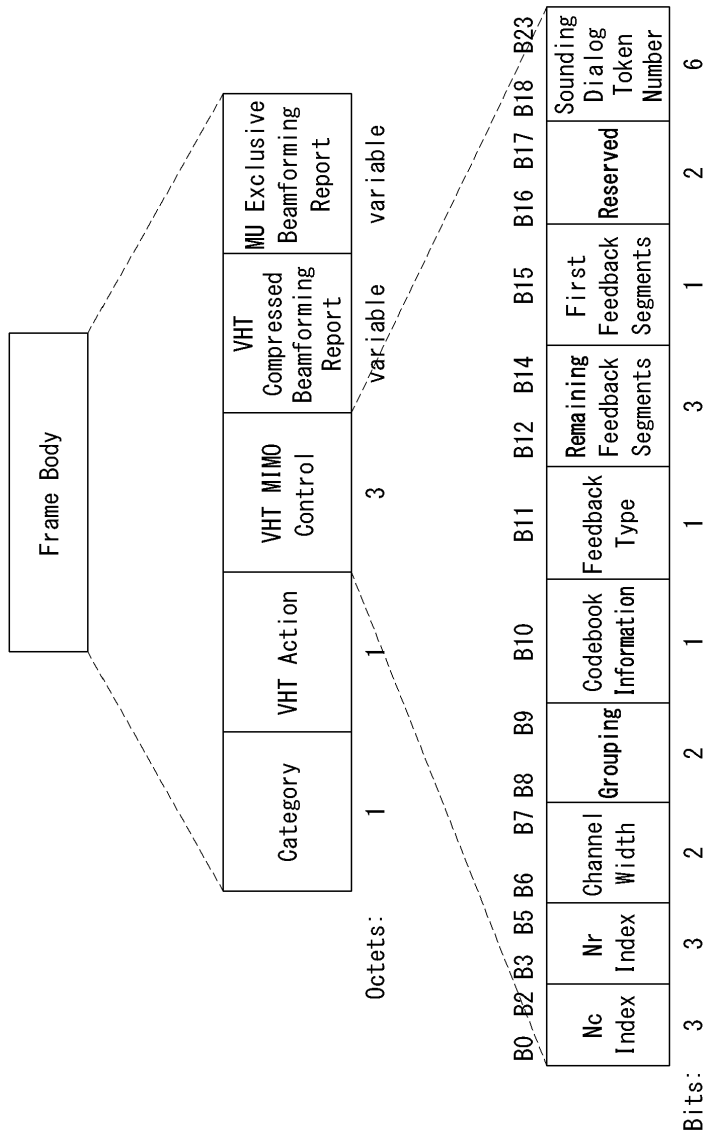 Frame Body
Category
VHT Action
VHT MIMO
Control
VHT
Compressed
Beamforming
Report
MU Exclusive
Beamforming
Report
Octets:
1
1
3
variable
variable
B0
B2
B3
B5
B6
B7
B8
B9
B10
B11
B12
B14
B15
B16
B17
B18
B23
Nc
Index
Nr
Index
Channel
Width
Grouping
Codebook
Information
Feedback
Type
Remaining
Feedback
Segments
First
Feedback
Segments
Reserved
Sounding
Dialog
Token
Number
Bits:
3
3
2
2
1
1
3
1
2
6